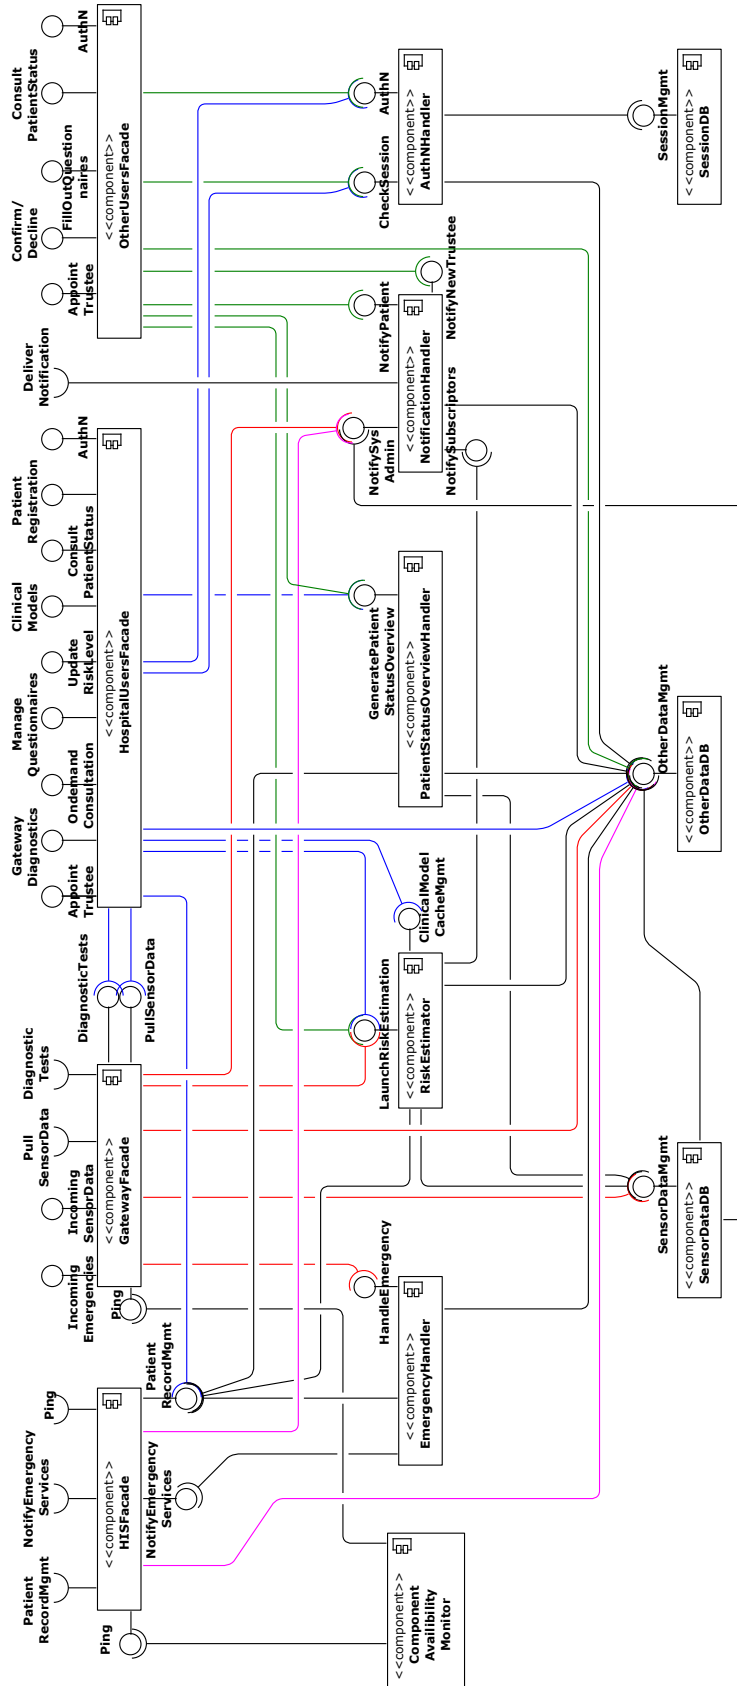 AuthN
Consult
PatientStatus
FillOutQuestion
naires
Confirm/
Decline
Appoint
Trustee
<<component>>
OtherUsersFacade
Deliver
Notification
AuthN
Patient
Registration
Consult
PatientStatus
Clinical
Models
Update
RiskLevel
Manage
Questionnaires
Ondemand
Consultation
Gateway
Diagnostics
Appoint
Trustee
<<component>>
HospitalUsersFacade
DiagnosticTests
PullSensorData
Diagnostic
Tests
Pull
SensorData
Incoming
SensorData
Incoming
Emergencies
<<component>>
GatewayFacade
Ping
Ping
NotifyEmergency
Services
Patient
RecordMgmt
<<component>>
HISFacade
Ping
Patient
RecordMgmt
NotifyEmergency
Services
AuthN
CheckSession
<<component>>
AuthNHandler
NotifyNewTrustee
NotifyPatient
<<component>>
NotificationHandler
NotifySys
Admin
NotifySubscriptors
GeneratePatient
StatusOverview
<<component>>
PatientStatusOverviewHandler
ClinicalModel
CacheMgmt
LaunchRiskEstimation
<<component>>
RiskEstimator
HandleEmergency
<<component>>
EmergencyHandler
<<component>>
Component
Availibility
Monitor
SessionMgmt
<<component>>
SessionDB
OtherDataMgmt
<<component>>
OtherDataDB
SensorDataMgmt
<<component>>
SensorDataDB